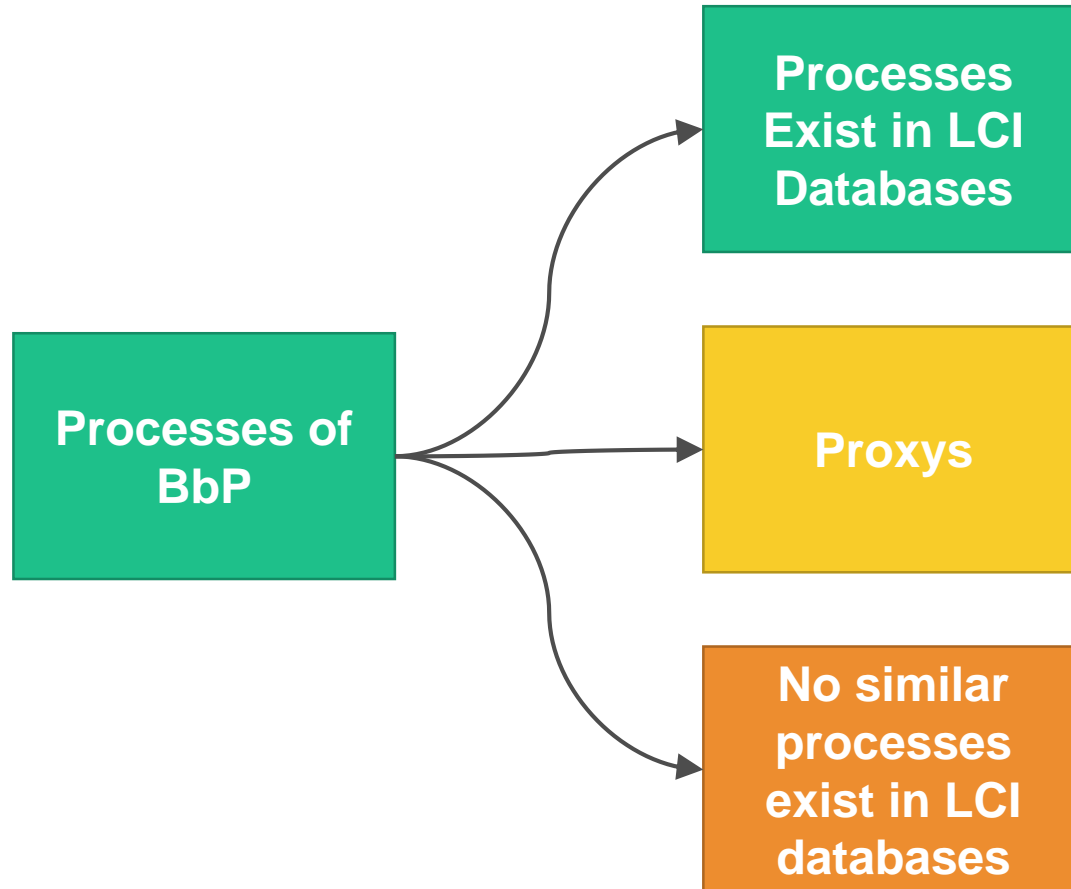 Processes
Exist in LCI
Databases
Processes of
BbP
Proxys
No similar
processes
exist in LCI
databases